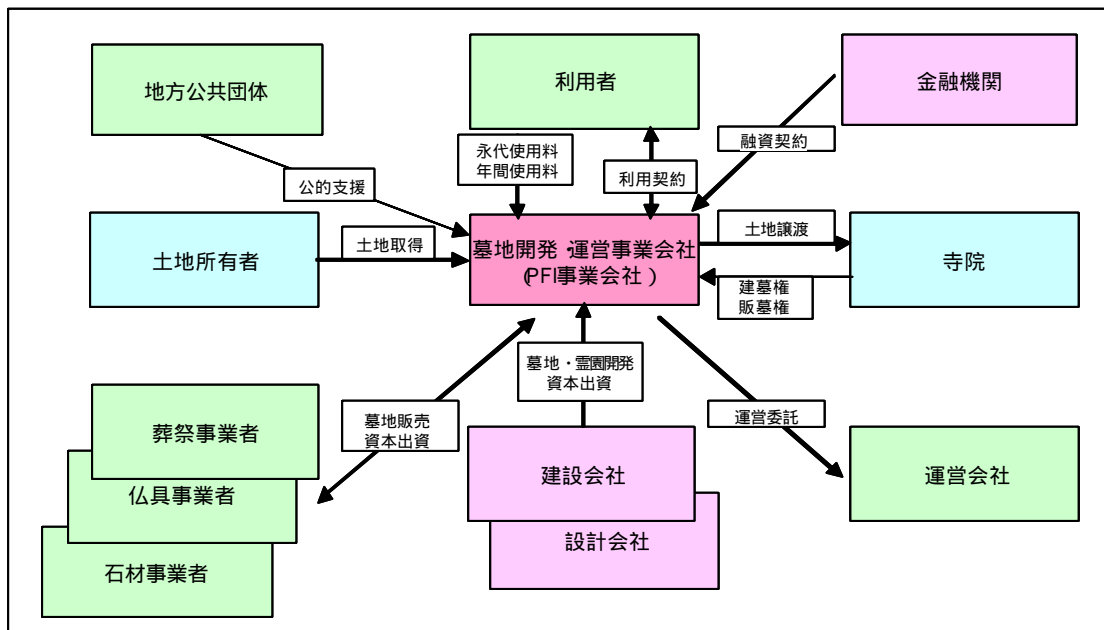 地方公共団体
利用者
金融機関
永代使用料
年間使用料
利用契約
融資契約
公的支援
土地所有者
土地取得
墓地開発・運営事業会社
(PFI事業会社)
土地譲渡
寺院
建墓権
販墓権
墓地・霊園開発
資本出資
墓地販売
資本出資
運営委託
葬祭事業者
仏具事業者
石材事業者
建設会社
設計会社
運営会社